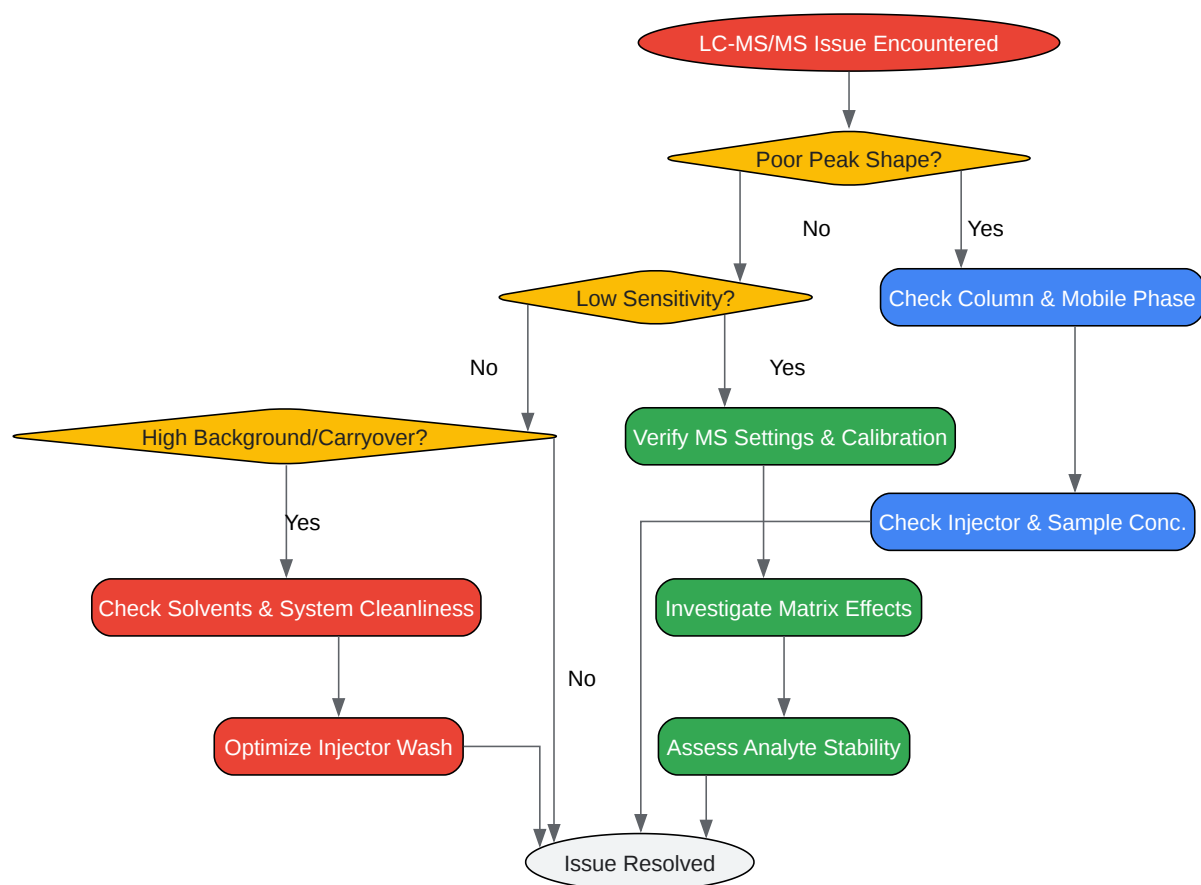 LC-MS/MS Issue Encountered
Poor Peak Shape?
No
Yes
Low Sensitivity?
Check Column & Mobile Phase
No
Yes
High Background/Carryover?
Verify MS Settings & Calibration
Yes
Check Injector & Sample Conc.
Check Solvents & System Cleanliness
Investigate Matrix Effects
No
Optimize Injector Wash
Assess Analyte Stability
Issue Resolved